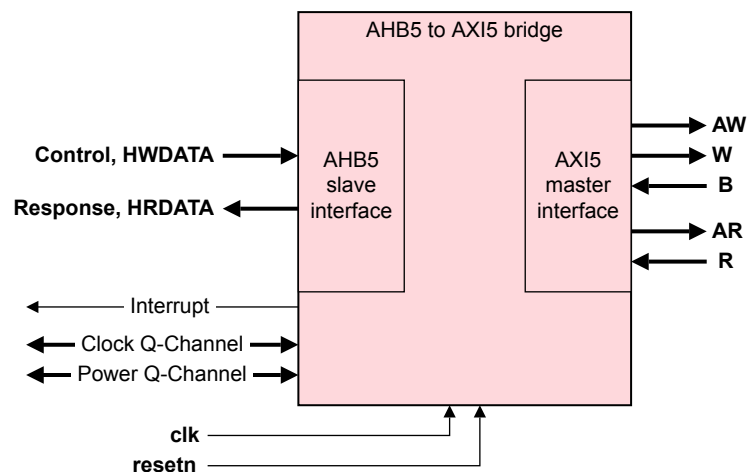 AHB5 to AXI5 bridge
Control, HWDATA
Response, HRDATA
AHB5
slave
interface
AXI5
master
interface
AW
W
B
AR
R
Interrupt
Clock Q-Channel
Power Q-Channel
clk
resetn